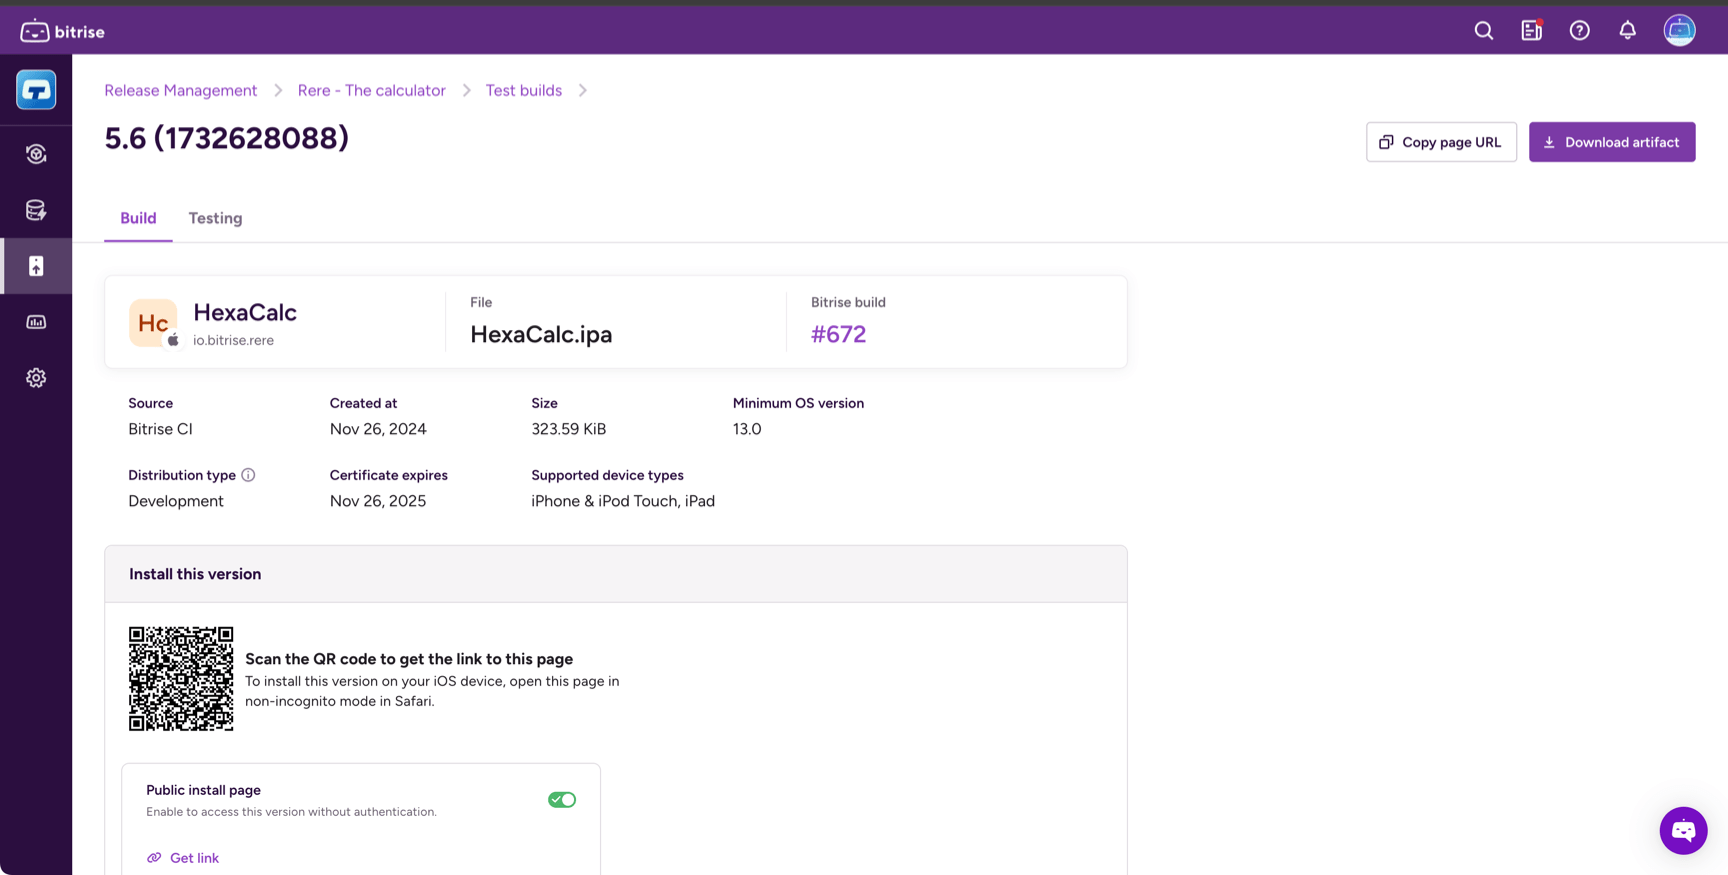 bitrise
Release Management
Rere - The calculator
Test builds
5.6 (1732628088)
Copy page URL
Download artifact
Build
Testing
Hc
HexaCalc
io.bitrise.rere
File
HexaCalc.ipa
Bitrise build
#672
Source
Bitrise CI
Created at
Nov 26, 2024
Size
323.59 KiB
Minimum OS version
13.0
Distribution type
Development
Certificate expires
Nov 26, 2025
Supported device types
iPhone & iPod Touch, iPad
Install this version
Scan the QR code to get the link to this page
To install this version on your iOS device, open this page in
non-incognito mode in Safari.
Public install page
Enable to access this version without authentication.
Get link